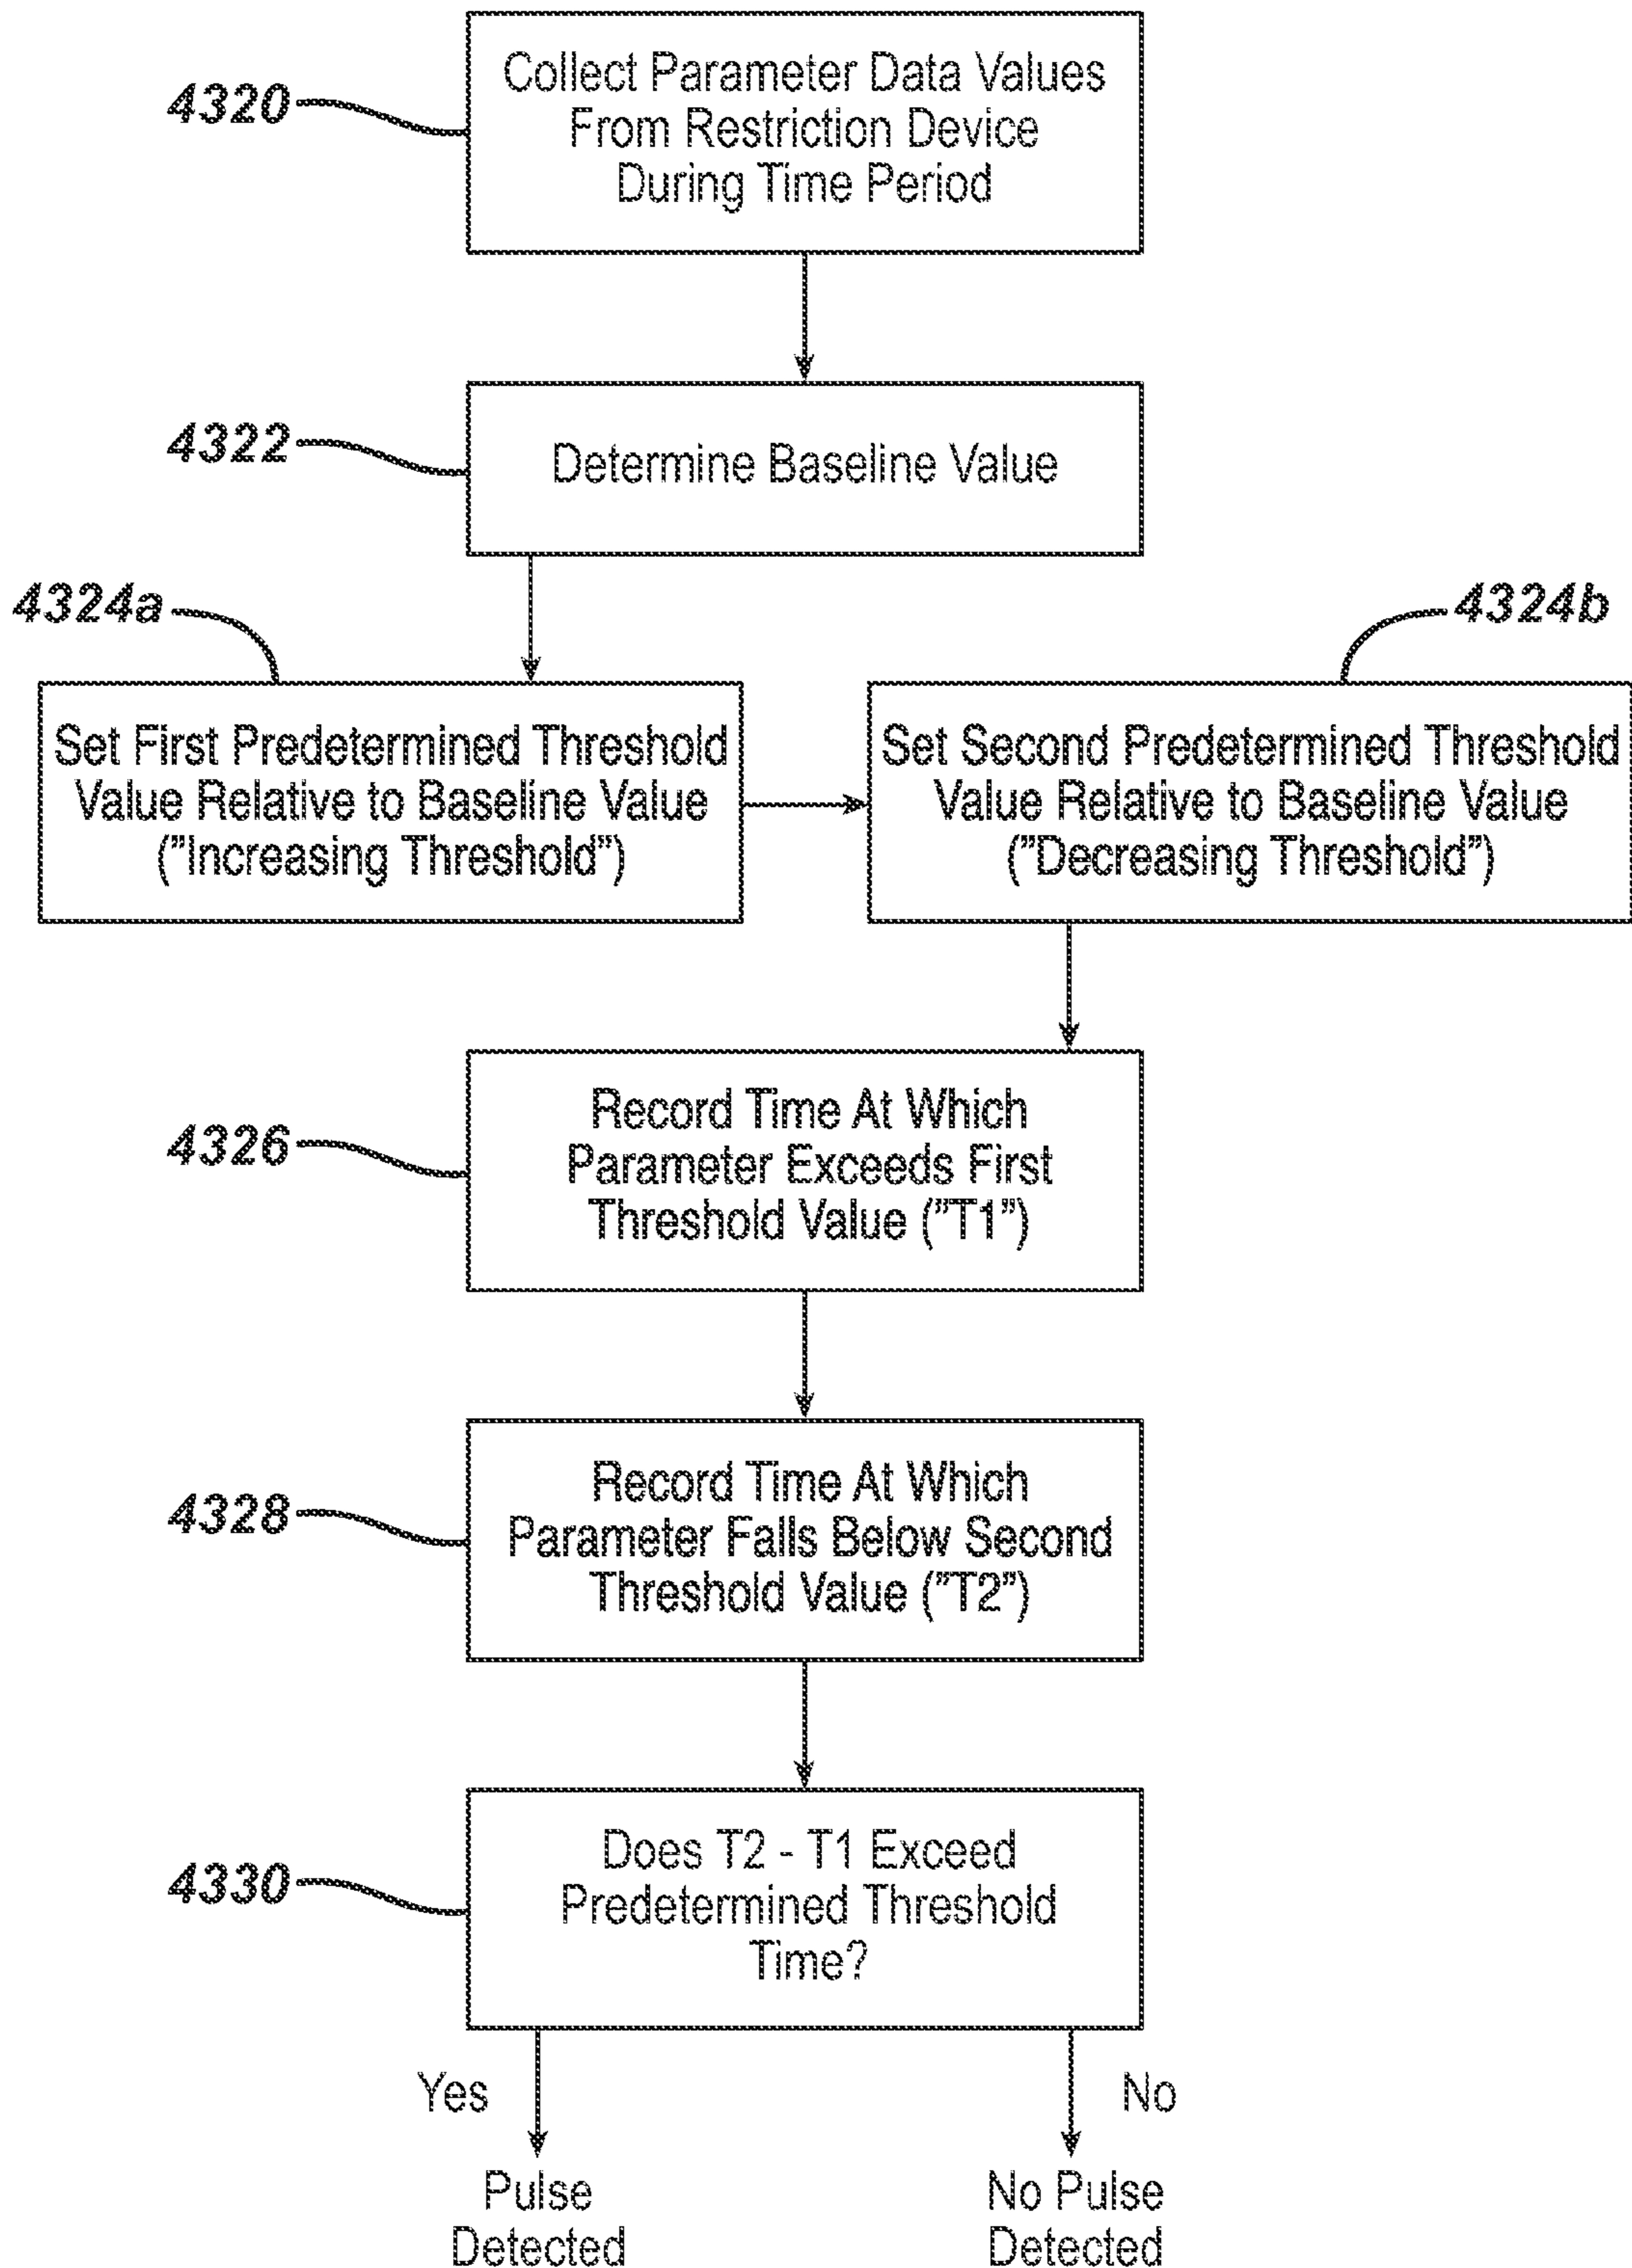 4320
Collect Parameter Data Values
From Restriction Device
During Time Period
4322
Determine Baseline Value
4324a
4324b
Set First Predetermined Threshold
Value Relative to Baseline Value
(”Increasing Threshold”)
Set Second Predetermined Threshold
Value Relative to Baseline Value
(”Decreasing Threshold”)
4326
Record Time At Which
Parameter Exceeds First
Threshold Value (”T1”)
4328
Record Time At Which
Parameter Falls Below Second
Threshold Value (”T2”)
4330
Does T2 - T1 Exceed
Predetermined Threshold
Time?
Yes
No
Pulse
Detected
No Pulse
Detected